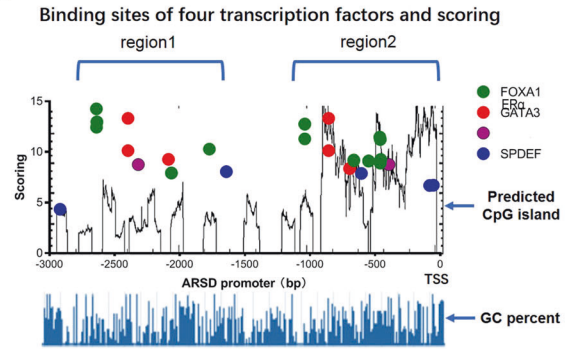 Binding sites of four transcription factors and scoring
region1
region2
15
10
5
0
Scoring
FOXA1
ERα
GATA3
SPDEF
Predicted
CpG island
-3000
-2500
-2000
-1500
-1000
-500
0
ARSD promoter (bp)
TSS
GC percent